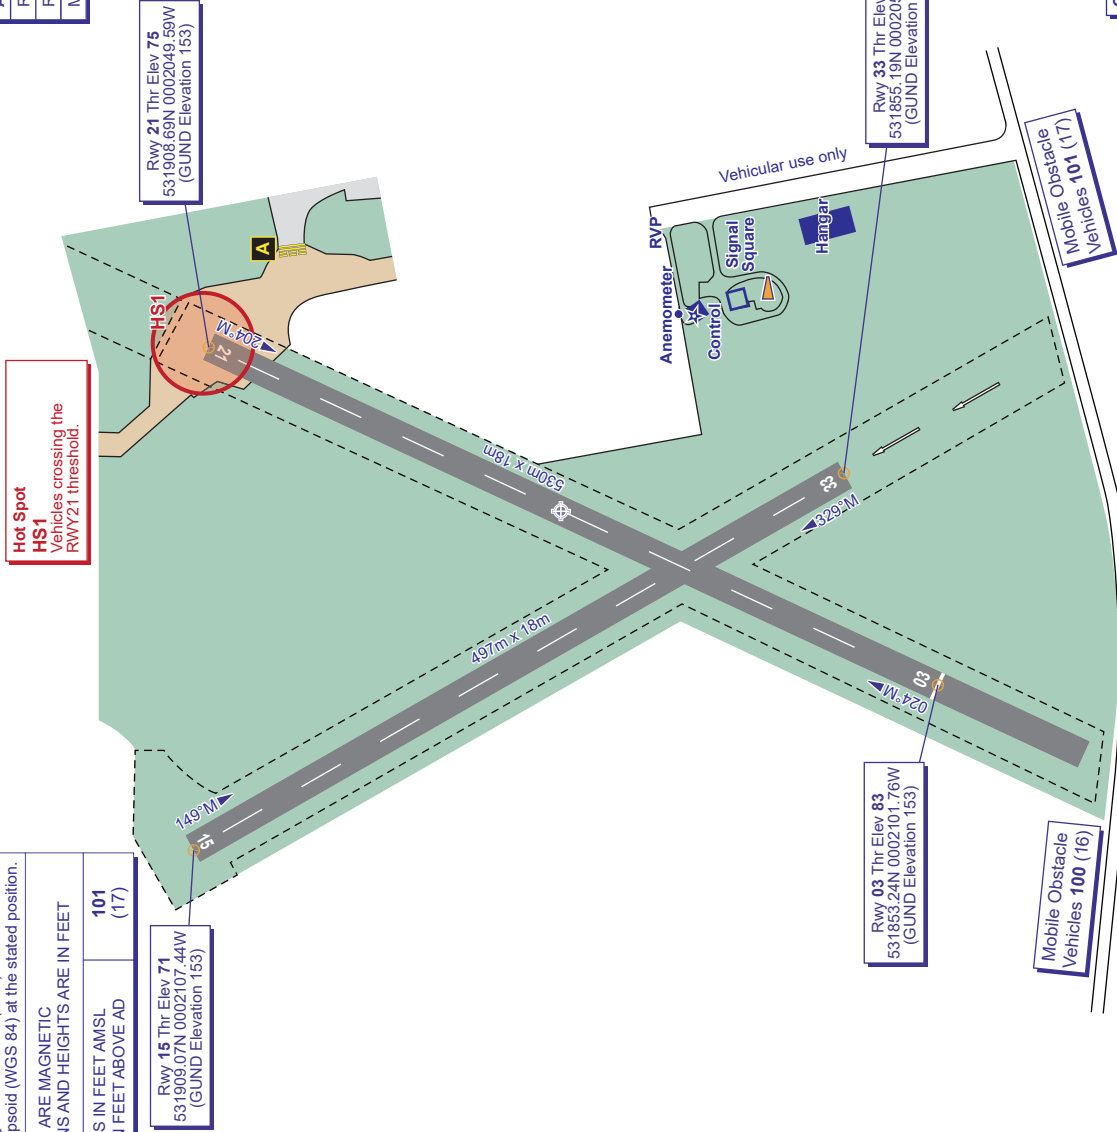 Rwy 21 Thr Elev 75
531908.69N 0002049.59W
(GUND Elevation 153)
Rwy 33 Thr Elev
531855.19N
(GUND Elevation
Hot Spot
HS1
Vehicles crossing the
RWY21 threshold.
HS1
A
21
204°M
530m x 18m
Vehicular use only
RVP
Anemometer
Signal
Square
Control
Hangar
Mobile Obstacle
Vehicles 101 (17)
497m x 18m
33
329°M
149°M
15
03
024°M
psoid (WGS 84) at the stated position.
ARE MAGNETIC
NS AND HEIGHTS ARE IN FEET
S IN FEET AMSL
N FEET ABOVE AD
101
(17)
Rwy 15 Thr Elev 71
531909.07N 0002107.44W
(GUND Elevation 153)
Rwy 03 Thr Elev 83
531853.24N 0002101.76W
(GUND Elevation 153)
Mobile Obstacle
Vehicles 100 (16)